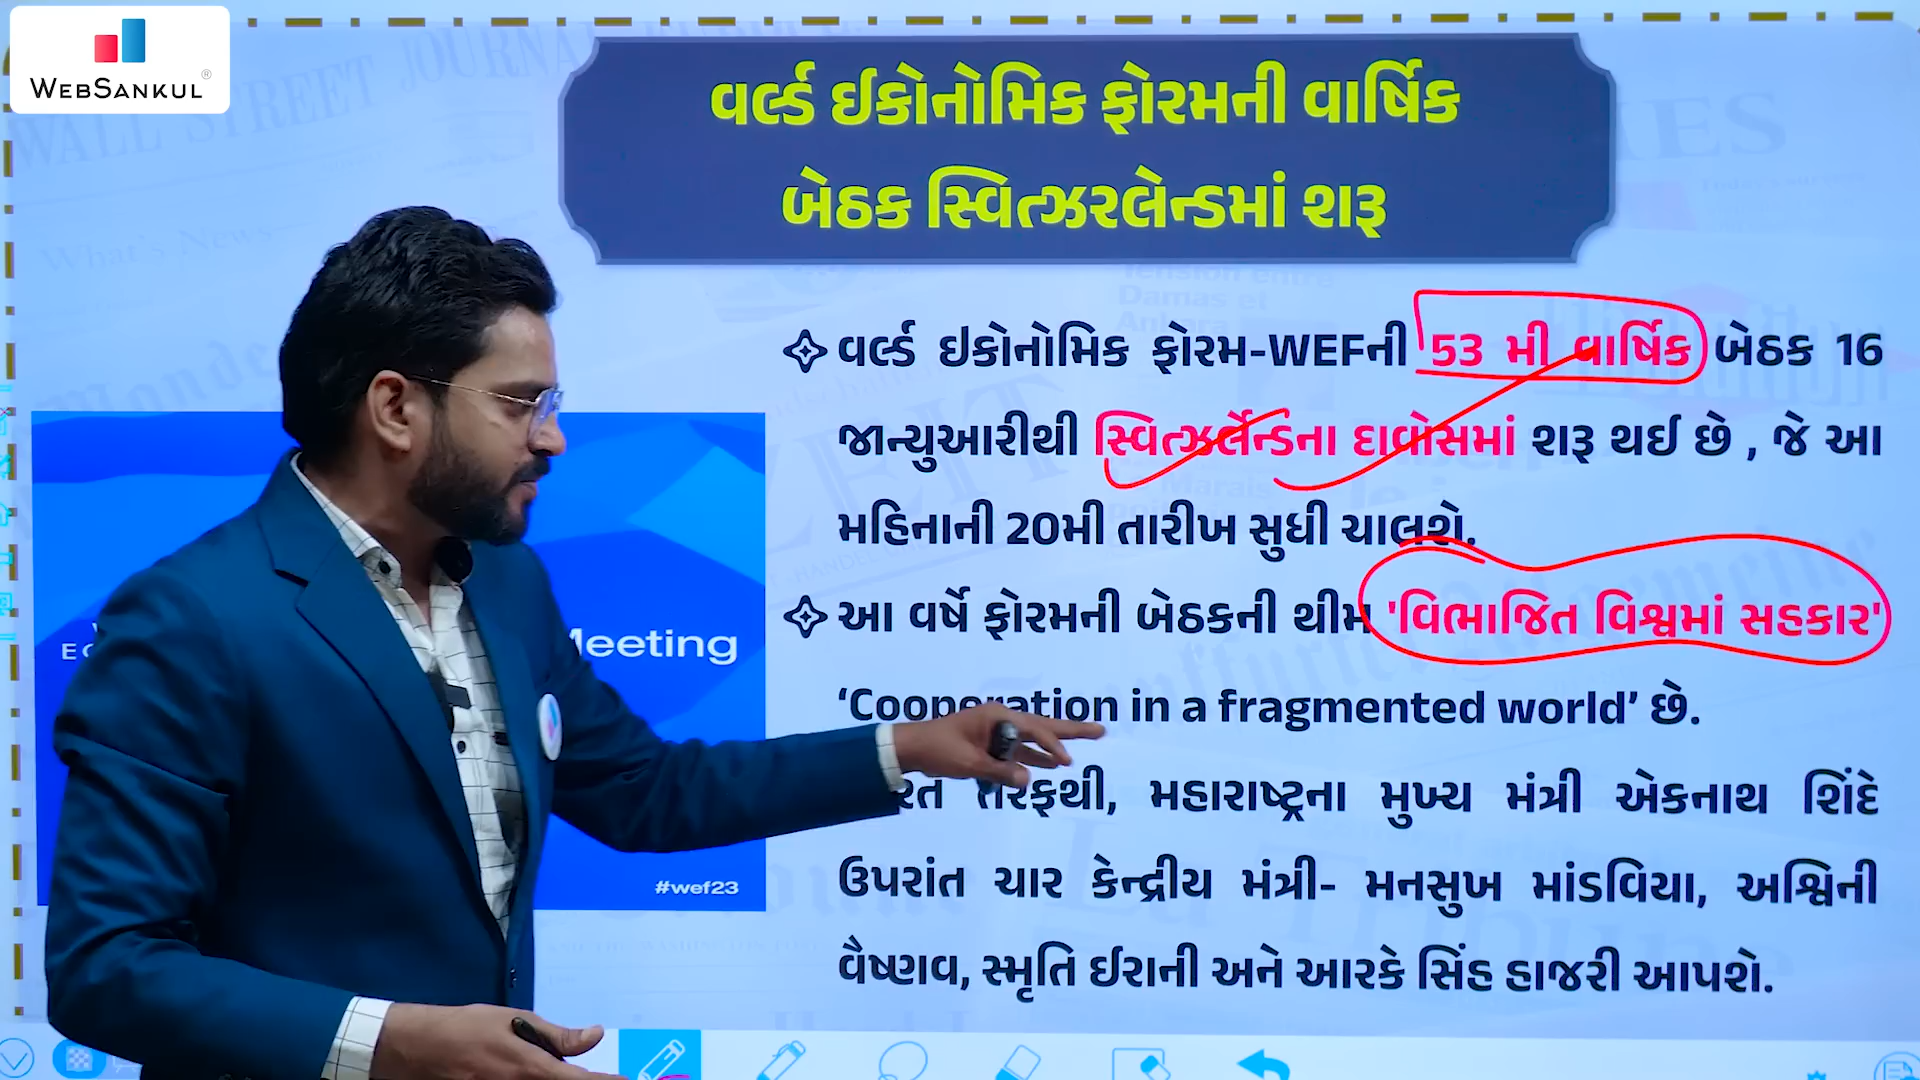 WEBSANKUL®
વર્લ્ડ ઈકોનોમિક ફોરમની વાર્ષિક
બેઠક સ્વિત્ઝરલેન્ડમાં શરૂ
વર્લ્ડ ઇકોનોમિક ફોરમ-WEFની 53 મી વાર્ષિક બેઠક 16
જાન્યુઆરીથી સ્વિત્ઝર્લેન્ડના દાવોસમાં શરૂ થઈ છે , જે આ
મહિનાની 20મી તારીખ સુધી ચાલશે.
આ વર્ષે ફોરમની બેઠકની થીમ 'વિભાજિત વિશ્વમાં સહકાર'
‘Cooperation in a fragmented world’ છે.
તરફથી, મહારાષ્ટ્રના મુખ્ય મંત્રી એકનાથ શિંદે
ઉપરાંત ચાર કેન્દ્રીય મંત્રી- મનસુખ માંડવિયા, અશ્વિની
વૈષ્ણવ, સ્મૃતિ ઈરાની અને આરકે સિંહ હાજરી આપશે.
Meeting
#wef23